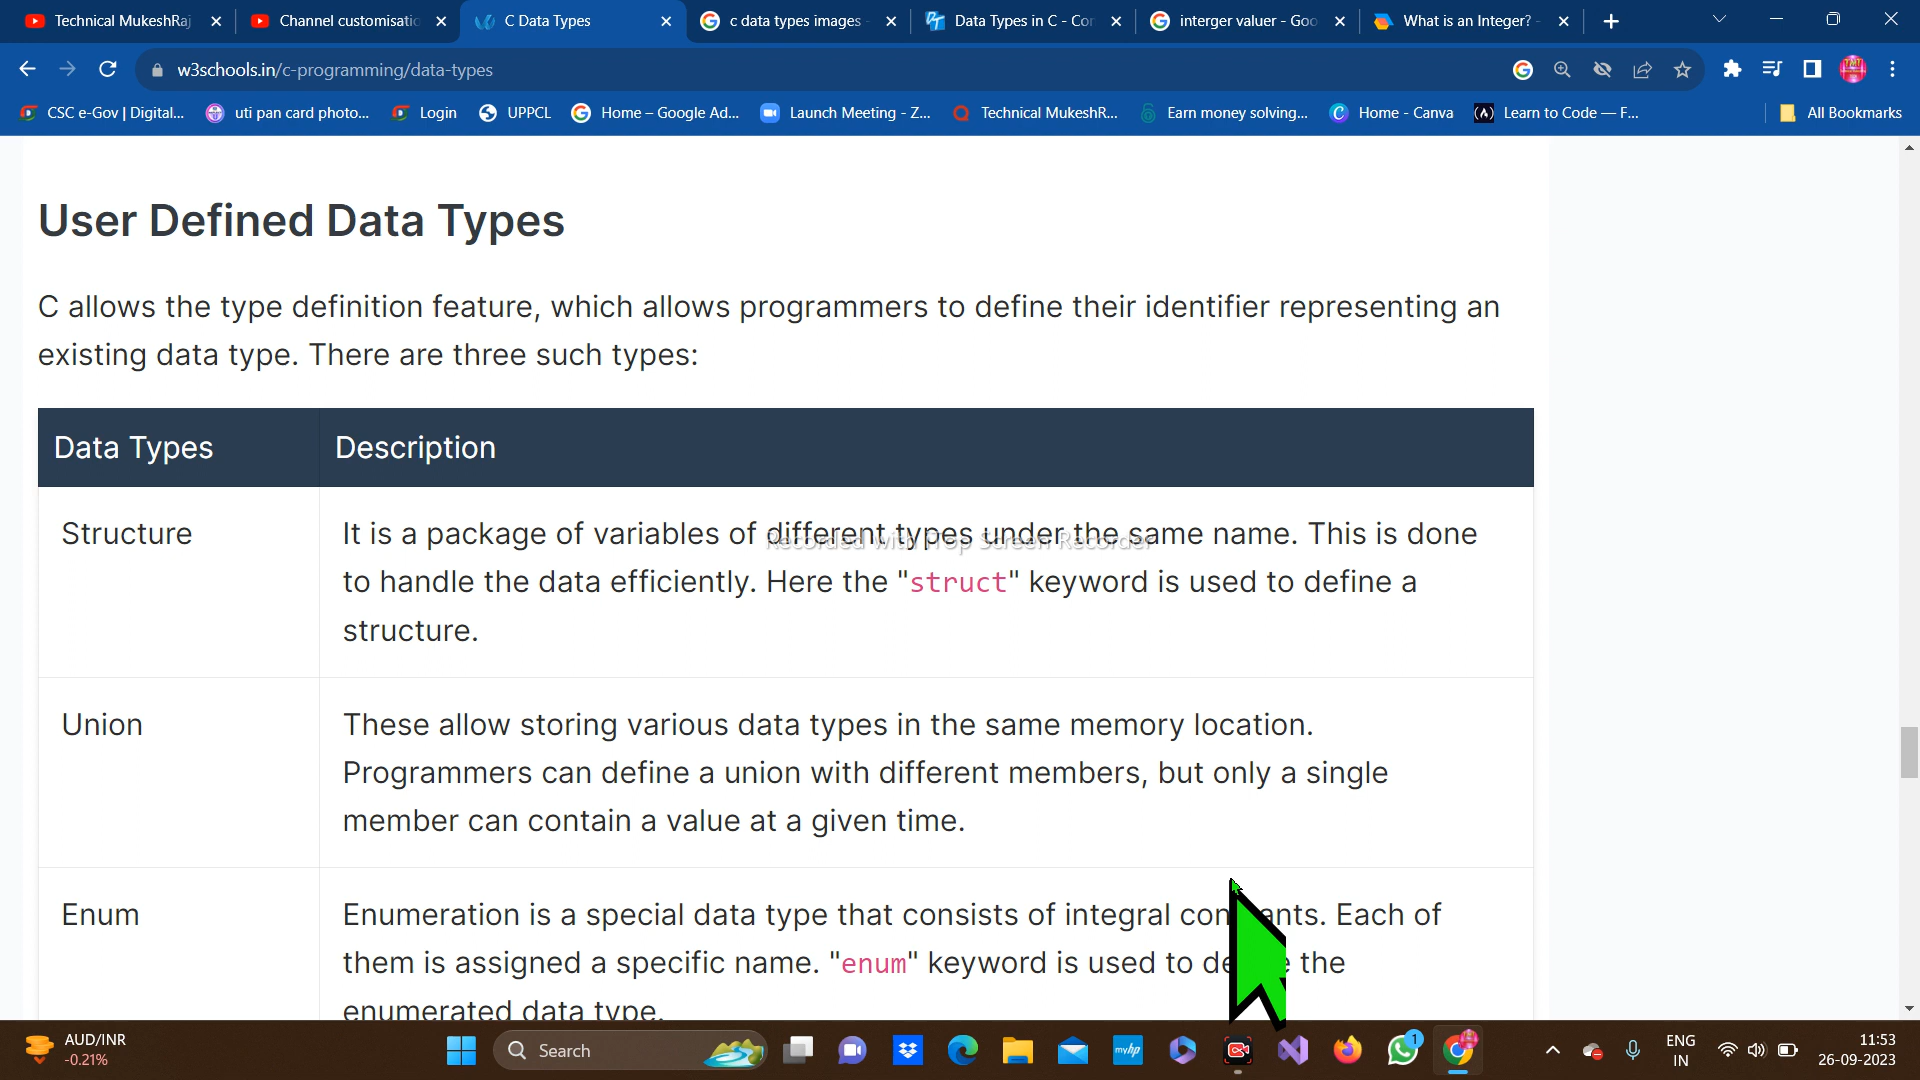 Technical MukeshRaj
Channel customisatio
C Data Types
c data types images -
Data Types in C - Cor
interger valuer - Goo
What is an Integer? -
w3schools.in/c-programming/data-types
CSC e-Gov | Digital...
uti pan card photo...
Login
UPPCL
Home – Google Ad...
Launch Meeting - Z...
Technical MukeshR...
Earn money solving...
Home - Canva
Learn to Code — F...
All Bookmarks
User Defined Data Types
C allows the type definition feature, which allows programmers to define their identifier representing an
existing data type. There are three such types:
Data Types
Description
Structure
It is a package of variables of different types under the same name. This is done
to handle the data efficiently. Here the "struct" keyword is used to define a
structure.
Recorded with iTop Screen Recorder
Union
These allow storing various data types in the same memory location.
Programmers can define a union with different members, but only a single
member can contain a value at a given time.
Enum
Enumeration is a special data type that consists of integral constants. Each of
them is assigned a specific name. "enum" keyword is used to define the
enumerated data type.
AUD/INR
-0.21%
Search
myhp
1
ENG
IN
11:53
26-09-2023